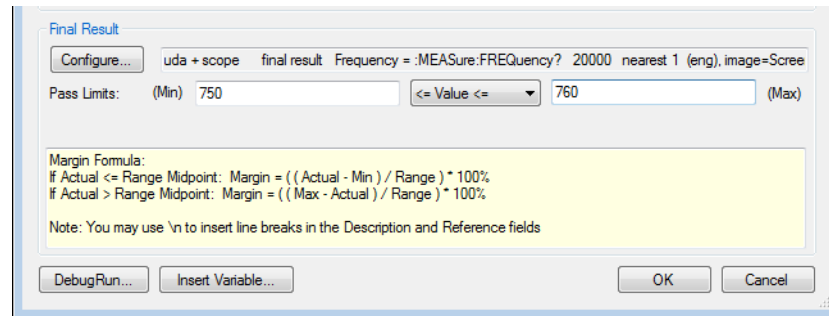 Final Result
Configure... uda + scope final result Frequency = :MEASure:FREQuency? 20000 nearest 1 (eng), image=Scree
Pass Limits: (Min) 750 <= Value <= 760 (Max)
Margin Formula:
If Actual <= Range Midpoint: Margin = ( ( Actual - Min ) / Range ) * 100%
If Actual > Range Midpoint: Margin = ( ( Max - Actual ) / Range ) * 100%
Note: You may use \n to insert line breaks in the Description and Reference fields
DebugRun... Insert Variable... OK Cancel